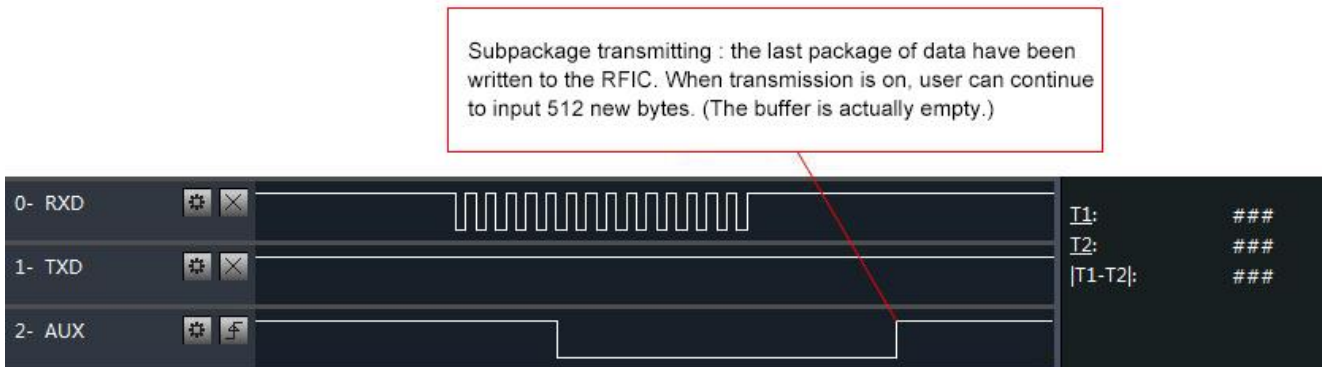 Subpackage transmitting : the last package of data have been
written to the RFIC. When transmission is on, user can continue
to input 512 new bytes. (The buffer is actually empty.)
0- RXD
T1: ###
T2: ###
1- TXD
|T1-T2|: ###
2- AUX